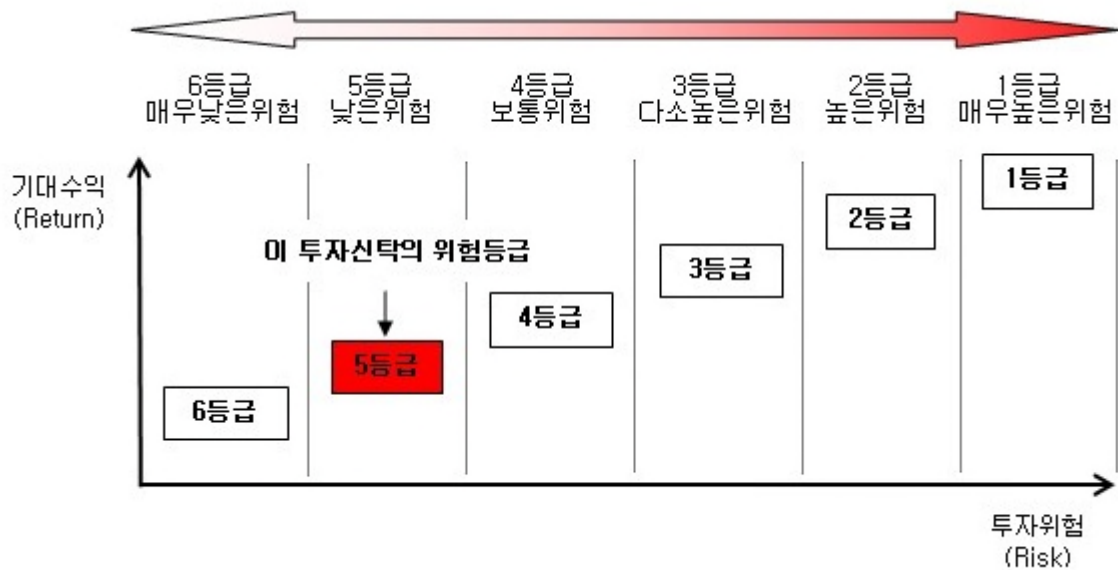 6등급 5등급 4등급 3등급 2등급 1등급
매우낮은위험 낮은위험 보통위험 다소높은위험 높은위험 매우높은위험
기대수익
(Return)
1등급
2등급
이 투자신탁의 위험등급
3등급
4등급
5등급
6등급
투자위험
(Risk)